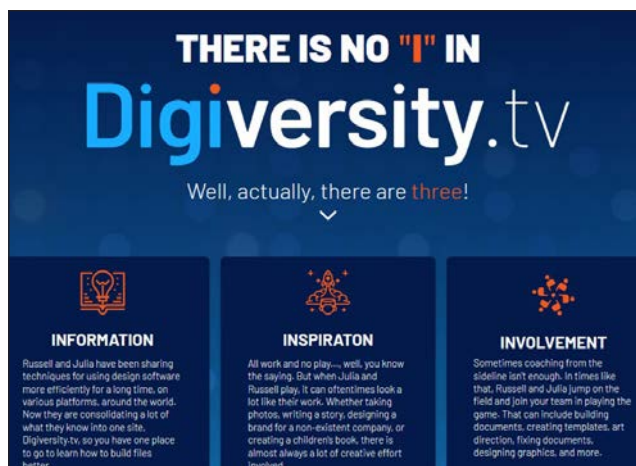 THERE IS NO "I" IN
Digiversity.tv
Well, actually, there are three!
INFORMATION
Russell and Julia have been sharing
techniques for using design software
more efficiently for a long time, on
various platforms, around the world.
Now they are consolidating a lot of
what they know into one site,
Digiversity.tv, so you have one place
to go to learn how to build files
better
INSPIRATON
All work and no play..., well, you know
the saying. But when Julia and
Russell play, it can oftentimes look a
lot like their work. Whether taking
photos, writing a story, designing a
brand for a non-existent company, or
creating a children's book, there is
almost always a lot of creative effort
involved
INVOLVEMENT
Sometimes coaching from the
sideline isn't enough. In times like
that, Russell and Julia jump on the
field and join your team in playing the
game. That can include building
documents, creating templates, art
direction, fixing documents,
designing graphics, and more.